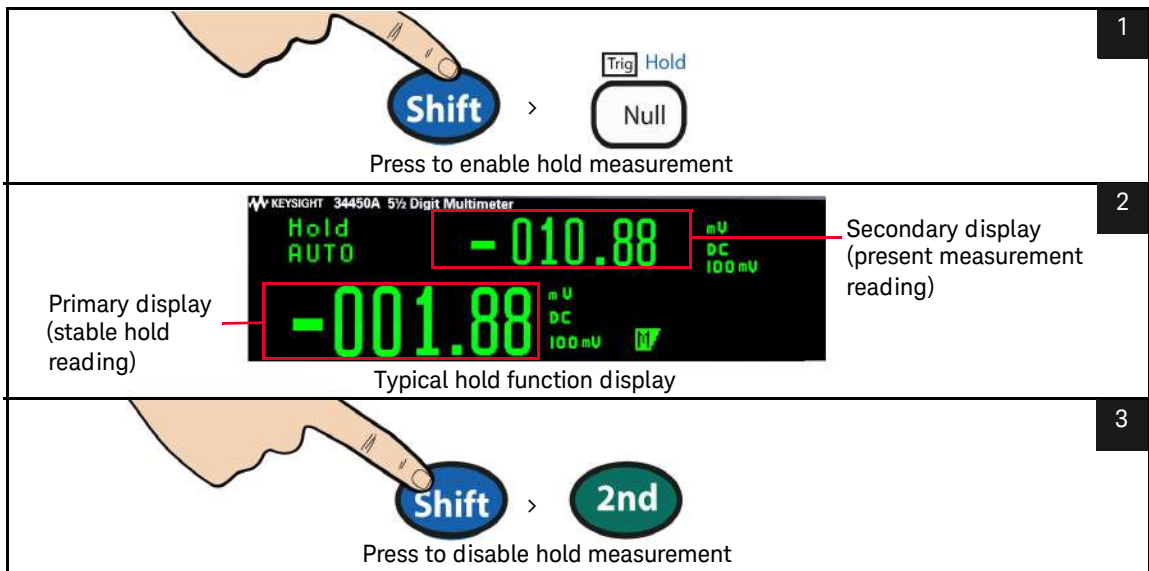 1
Trig Hold
Shift > Null
Press to enable hold measurement
2
KEYSIGHT 34450A 5½ Digit Multimeter
Hold
AUTO
-010.88
mV
DC
100mV
Secondary display
(present measurement
reading)
Primary display
(stable hold
reading)
-001.88
mV
DC
100mV
M
Typical hold function display
3
Shift > 2nd
Press to disable hold measurement